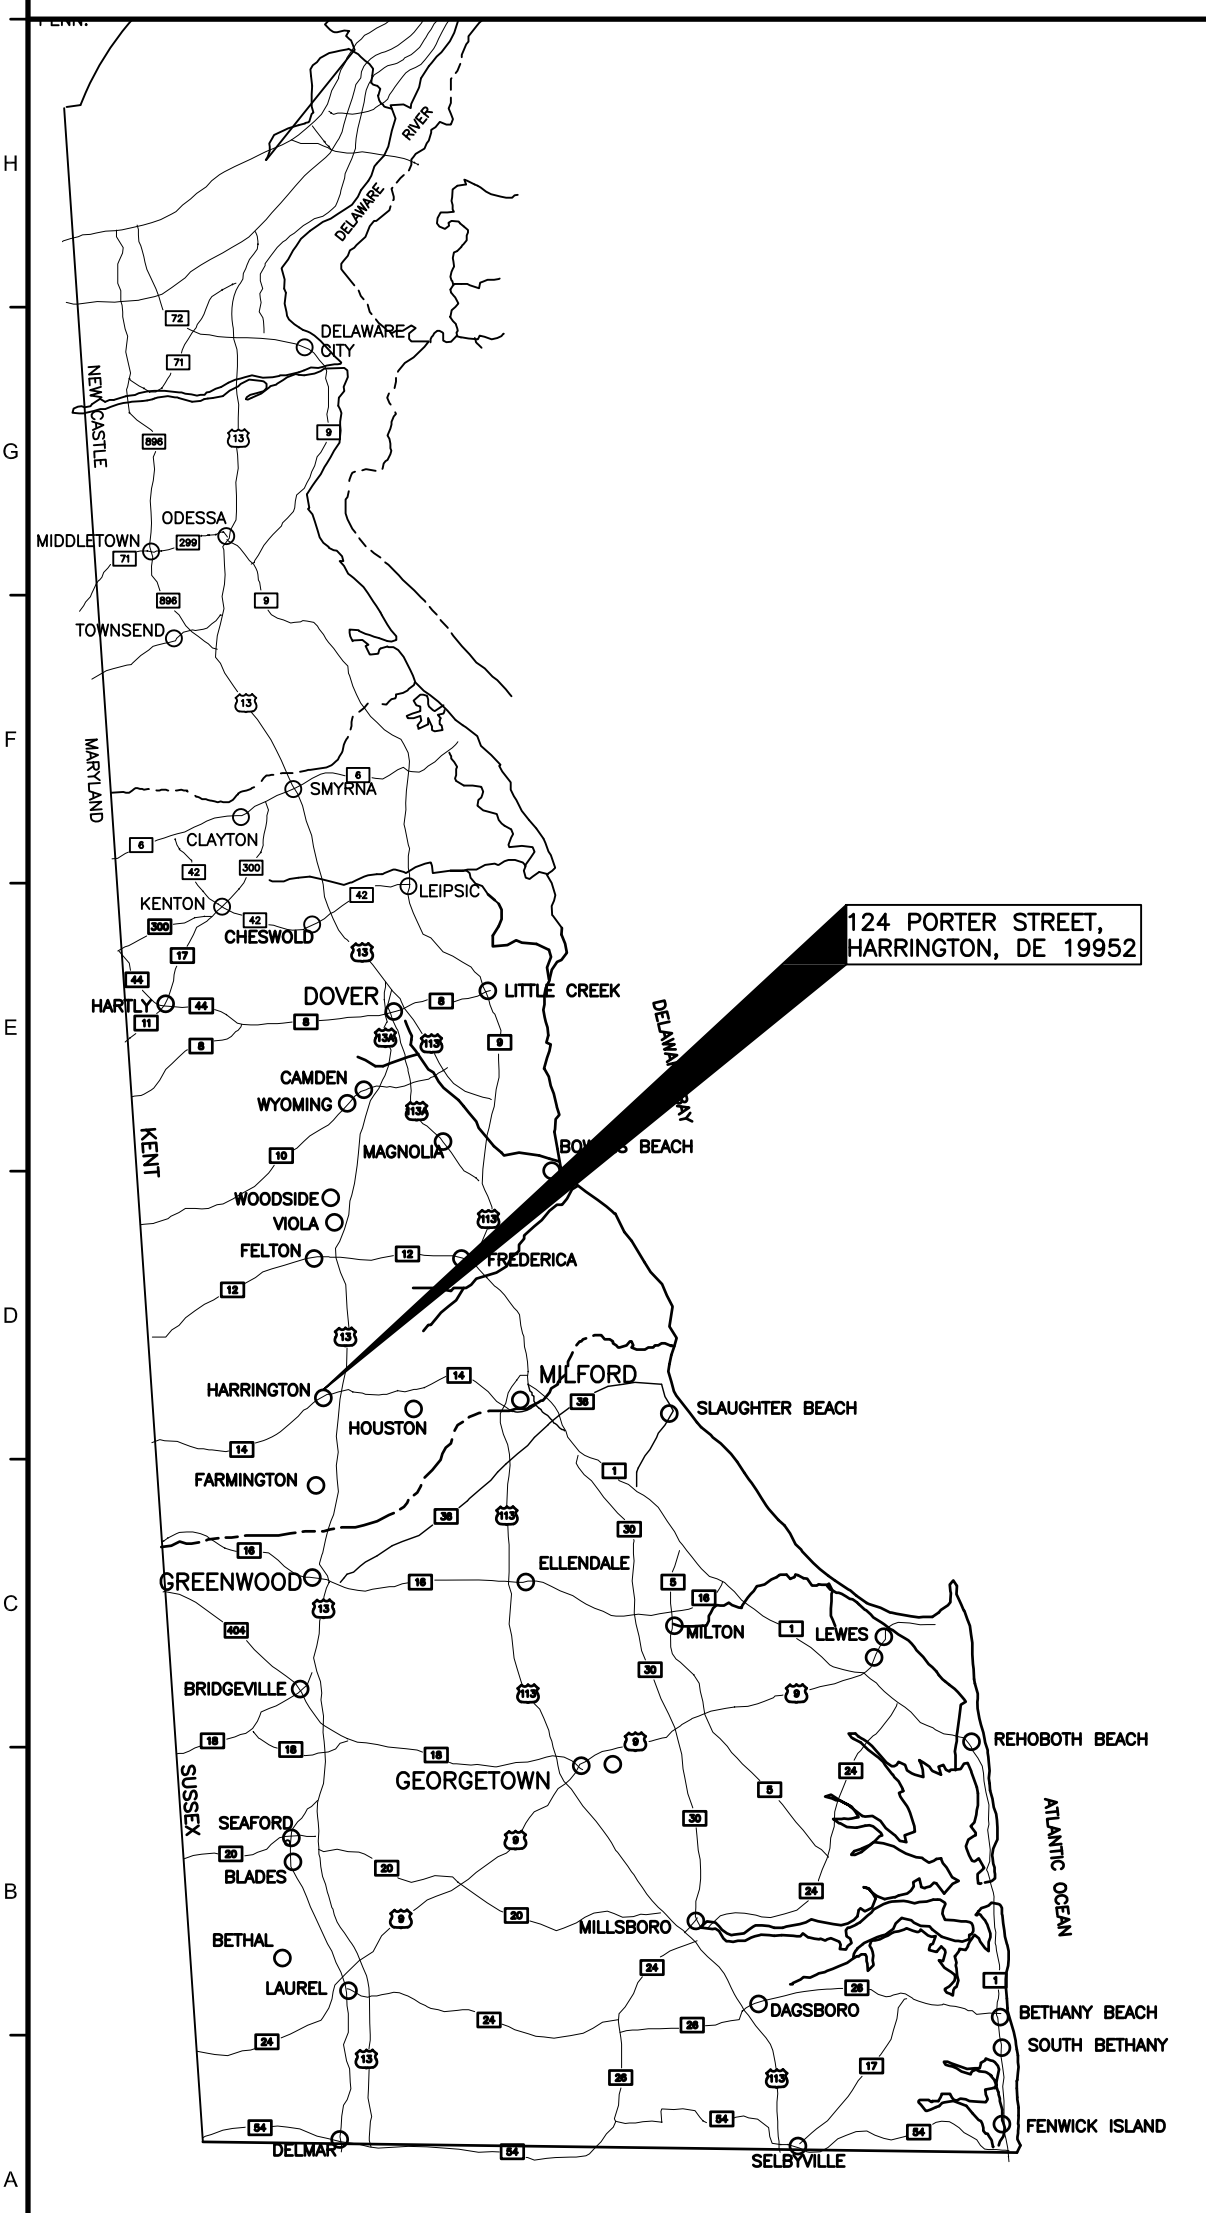 PENN.
H
RIVER
DELAWARE
72
DELAWARE
CITY
71
NEW CASTLE
9
896
13
G
ODESSA
MIDDLETOWN
299
71
896
9
TOWNSEND
13
F
MARYLAND
6
SMYRNA
CLAYTON
6
42
300
LEIPSIC
42
KENTON
42
300
CHESWOLD
124 PORTER STREET,
HARRINGTON, DE 19952
13
17
44
DOVER
LITTLE CREEK
8
HARTLY
44
11
8
E
DELAWARE BAY
13A
113
9
8
CAMDEN
WYOMING
113A
KENT
MAGNOLIA
BOWERS BEACH
10
WOODSIDE
VIOLA
113
FELTON
12
FREDERICA
12
D
13
HARRINGTON
14
MILFORD
36
HOUSTON
SLAUGHTER BEACH
14
1
FARMINGTON
36
113
30
16
ELLENDALE
GREENWOOD
16
5
16
C
13
404
MILTON
1
LEWES
30
BRIDGEVILLE
113
9
18
18
18
9
REHOBOTH BEACH
GEORGETOWN
24
5
SUSSEX
ATLANTIC OCEAN
SEAFORD
30
9
20
20
BLADES
24
B
9
20
MILLSBORO
BETHAL
24
1
LAUREL
26
DAGSBORO
BETHANY BEACH
24
26
24
SOUTH BETHANY
13
17
26
113
54
54
54
FENWICK ISLAND
DELMAR
54
SELBYVILLE
A